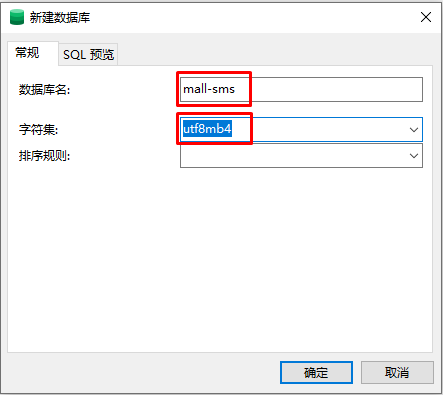 新建数据库
常规
SQL 预览
数据库名:
mall-sms
字符集:
utf8mb4
排序规则:
确定
取消